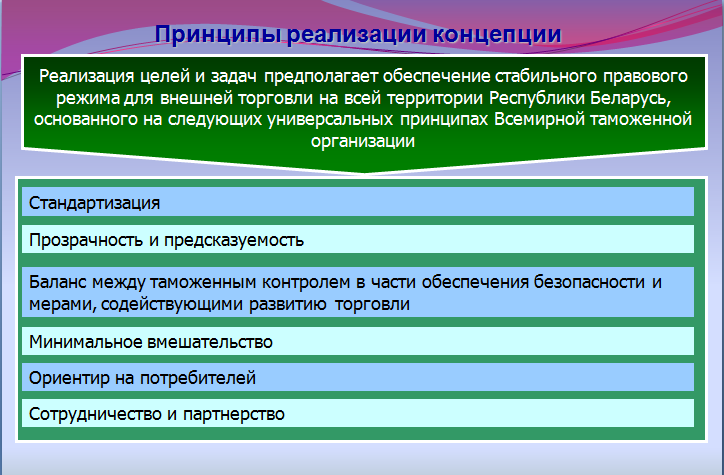 Принципы реализации концепции
Реализация целей и задач предполагает обеспечение стабильного правового
режима для внешней торговли на всей территории Республики Беларусь,
основанного на следующих универсальных принципах Всемирной таможенной
организации
Стандартизация
Прозрачность и предсказуемость
Баланс между таможенным контролем в части обеспечения безопасности и
мерами, содействующими развитию торговли
Минимальное вмешательство
Ориентир на потребителей
Сотрудничество и партнерство